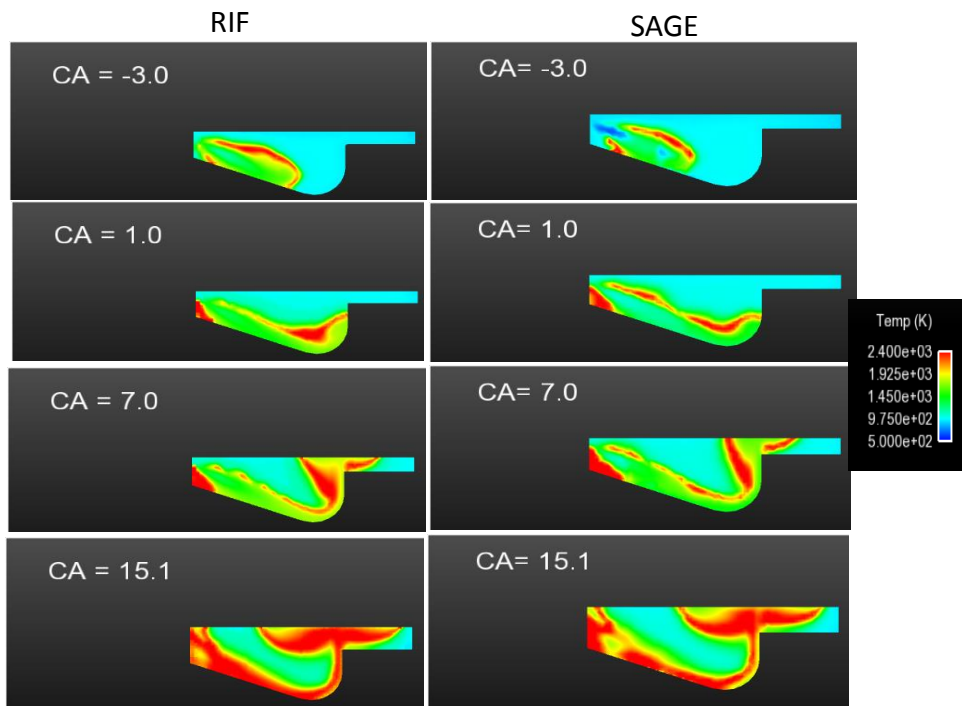 RIF
SAGE
CA = -3.0
CA= -3.0
CA = 1.0
CA= 1.0
CA = 7.0
CA= 7.0
CA = 15.1
CA= 15.1
Temp (K)
2.400e+03
1.925e+03
1.450e+03
9.750e+02
5.000e+02